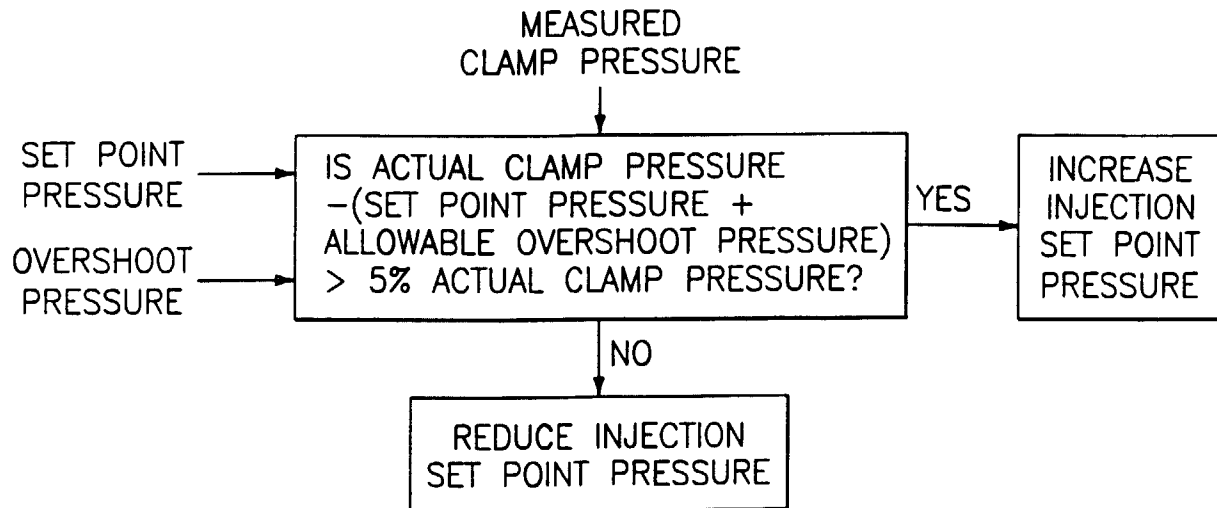 MEASURED
CLAMP PRESSURE
SET POINT
PRESSURE
OVERSHOOT
PRESSURE
IS ACTUAL CLAMP PRESSURE
-(SET POINT PRESSURE +
ALLOWABLE OVERSHOOT PRESSURE)
> 5% ACTUAL CLAMP PRESSURE?
YES
INCREASE
INJECTION
SET POINT
PRESSURE
NO
REDUCE INJECTION
SET POINT PRESSURE